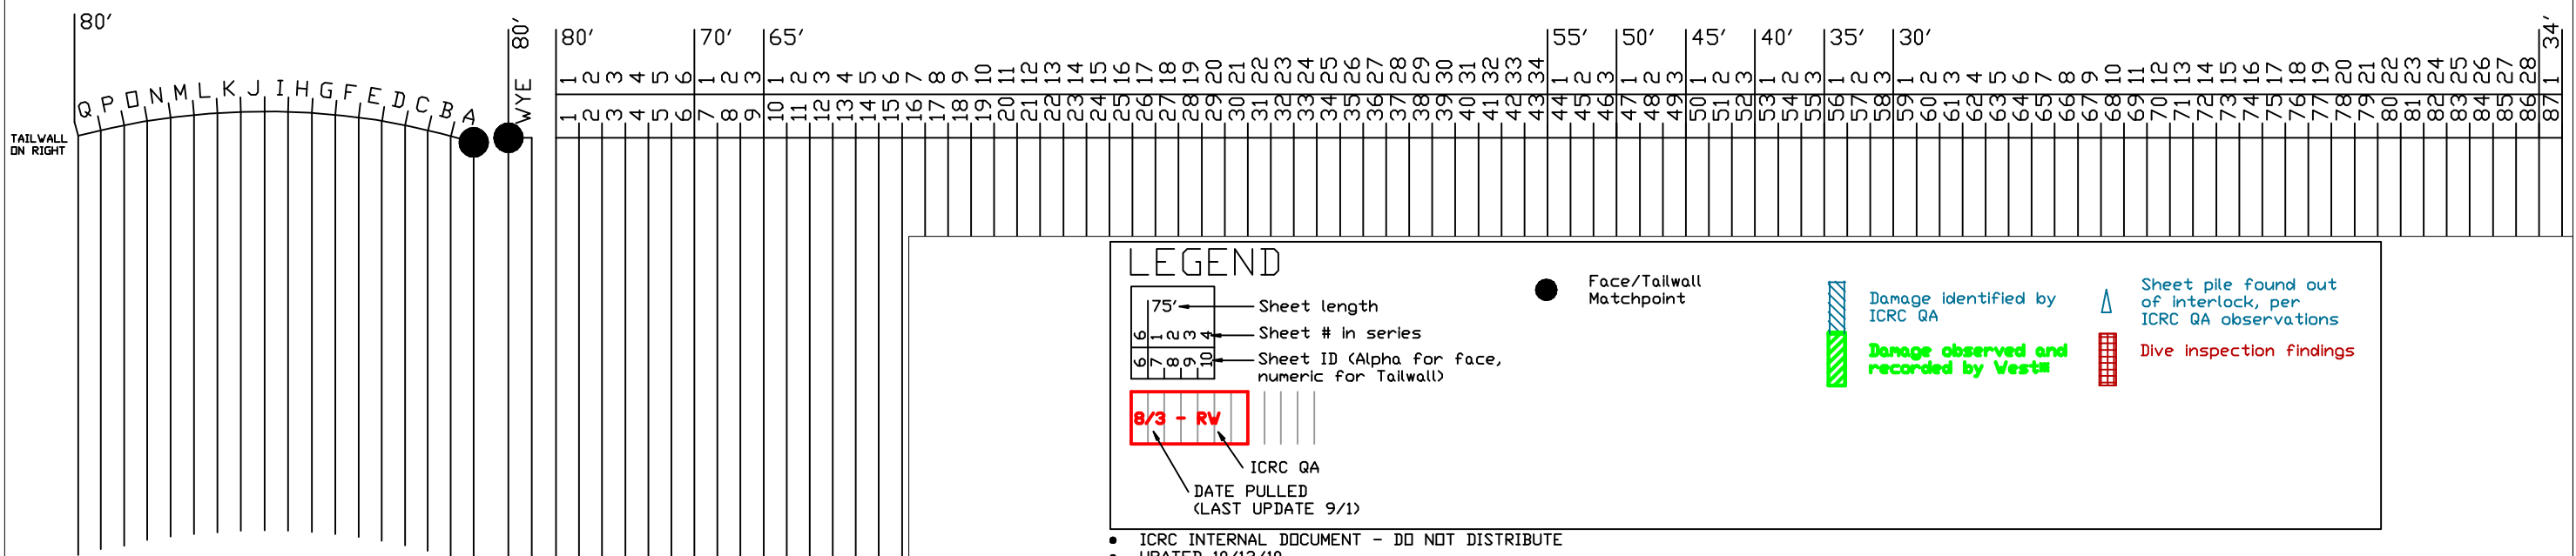 80' 80' 80' 70' 65' 55' 50' 45' 40' 35' 30' 34'
1 2 3 4 5 6 1 2 3 1 2 3 4 5 6 7 8 9 10 11 12 13 14 15 16 17 18 19 20 21 22 23 24 25 26 27 28 29 30 31 32 33 34 1 2 3 1 2 3 1 2 3 1 2 3 1 2 3 1 2 3 4 5 6 7 8 9 10 11 12 13 14 15 16 17 18 19 20 21 22 23 24 25 26 27 28 1
Q P O N M L K J I H G F E D C B A WYE
1 2 3 4 5 6 7 8 9 10 11 12 13 14 15 16 17 18 19 20 21 22 23 24 25 26 27 28 29 30 31 32 33 34 35 36 37 38 39 40 41 42 43 44 45 46 47 48 49 50 51 52 53 54 55 56 57 58 59 60 61 62 63 64 65 66 67 68 69 70 71 72 73 74 75 76 77 78 79 80 81 82 83 84 85 86 87
TAILWALL
ON RIGHT
LEGEND
75' Sheet length
6 1 2 3 4 Sheet # in series
6 7 8 9 10 Sheet ID (Alpha for face,
numeric for Tailwall)
8/3 - RW
ICRC QA
DATE PULLED
(LAST UPDATE 9/1)
Face/Tailwall
Matchpoint
Damage identified by
ICRC QA
Damage observed and
recorded by West*
Sheet pile found out
of interlock, per
ICRC QA observations
Dive inspection findings
• ICRC INTERNAL DOCUMENT - DO NOT DISTRIBUTE